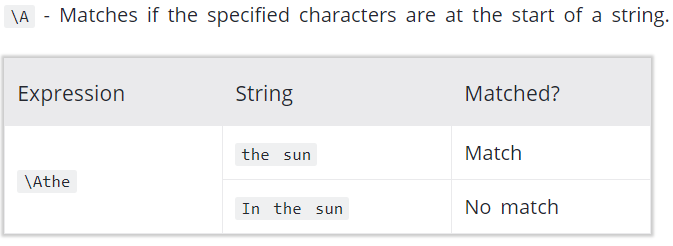 \A - Matches if the specified characters are at the start of a string.
Expression String Matched?
\Athe
the sun Match
In the sun No match